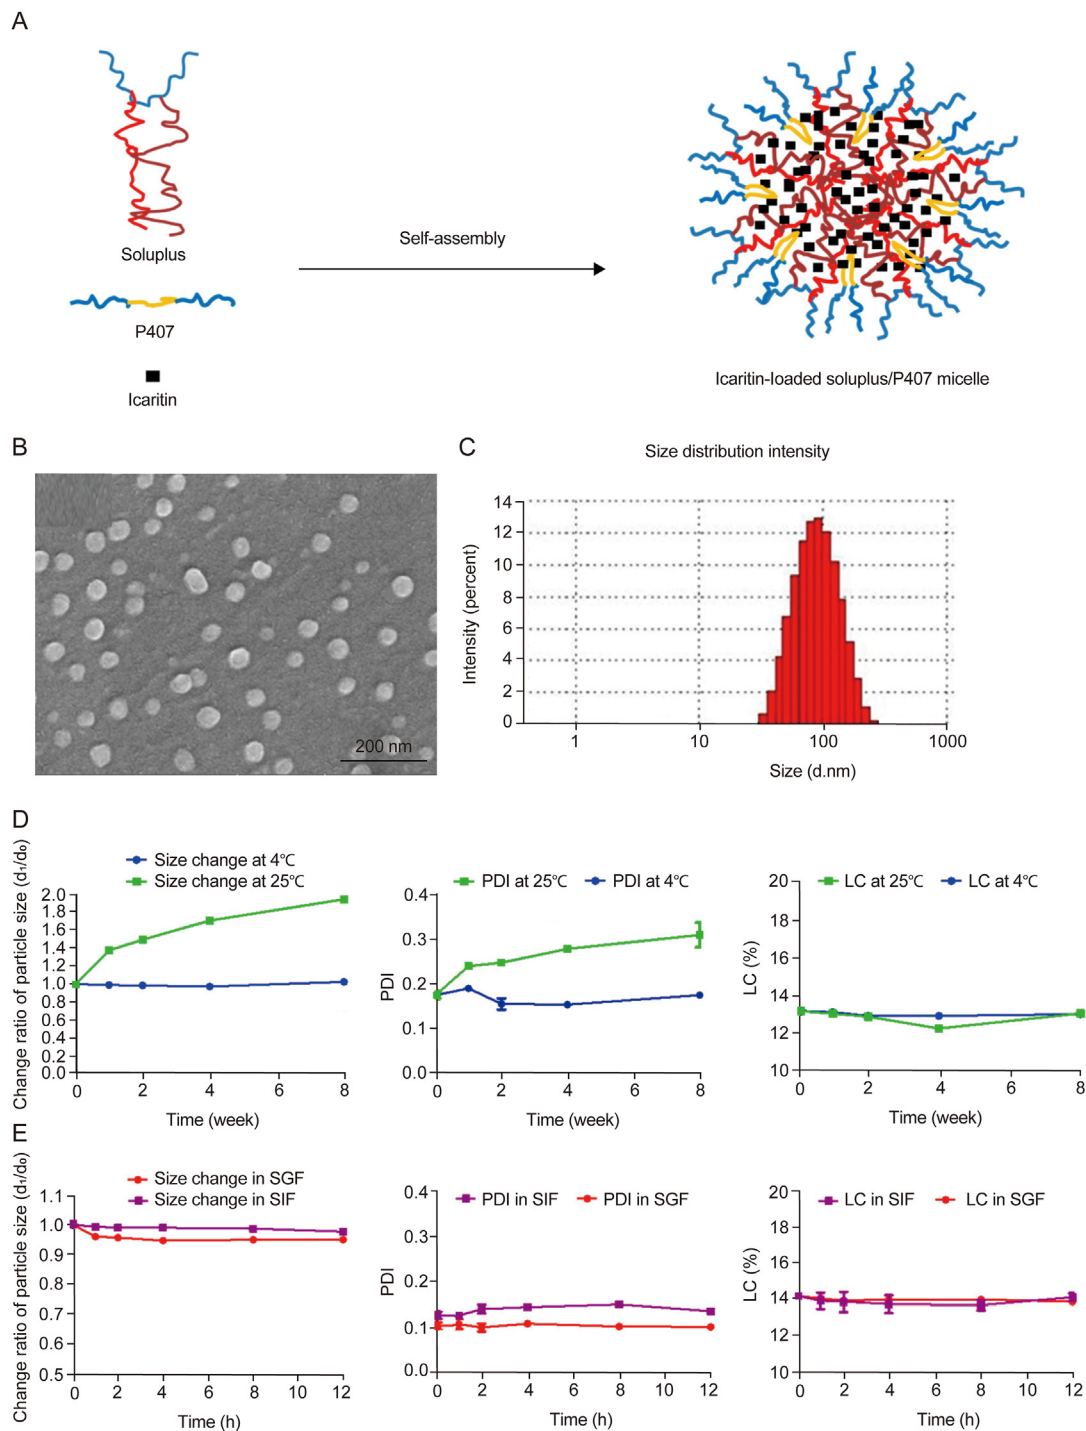 A
Soluplus
P407
Icaritin
Self-assembly
Icaritin-loaded soluplus/P407 micelle
B
200 nm
C
Size distribution intensity
Intensity (percent)
14
12
10
8
6
4
2
0
1
10
100
1000
Size (d.nm)
D
Change ratio of particle size (d₁/d₀)
Size change at 4℃
Size change at 25℃
2.0
1.8
1.6
1.4
1.2
1.0
0.8
0.6
0.4
0.2
0.0
0 2 4 6 8
Time (week)
PDI
PDI at 25℃ PDI at 4℃
0.4
0.3
0.2
0.1
0.0
0 2 4 6 8
Time (week)
LC (%)
LC at 25℃ LC at 4℃
20
18
16
14
12
10
0 2 4 6 8
Time (week)
E
Change ratio of particle size (d₁/d₀)
Size change in SGF
Size change in SIF
1.1
1.0
0.9
0.8
0.7
0.6
0.5
0 2 4 6 8 10 12
Time (h)
PDI
PDI in SIF PDI in SGF
0.4
0.3
0.2
0.1
0.0
0 2 4 6 8 10 12
Time (h)
LC (%)
LC in SIF LC in SGF
20
18
16
14
12
10
0 2 4 6 8 10 12
Time (h)